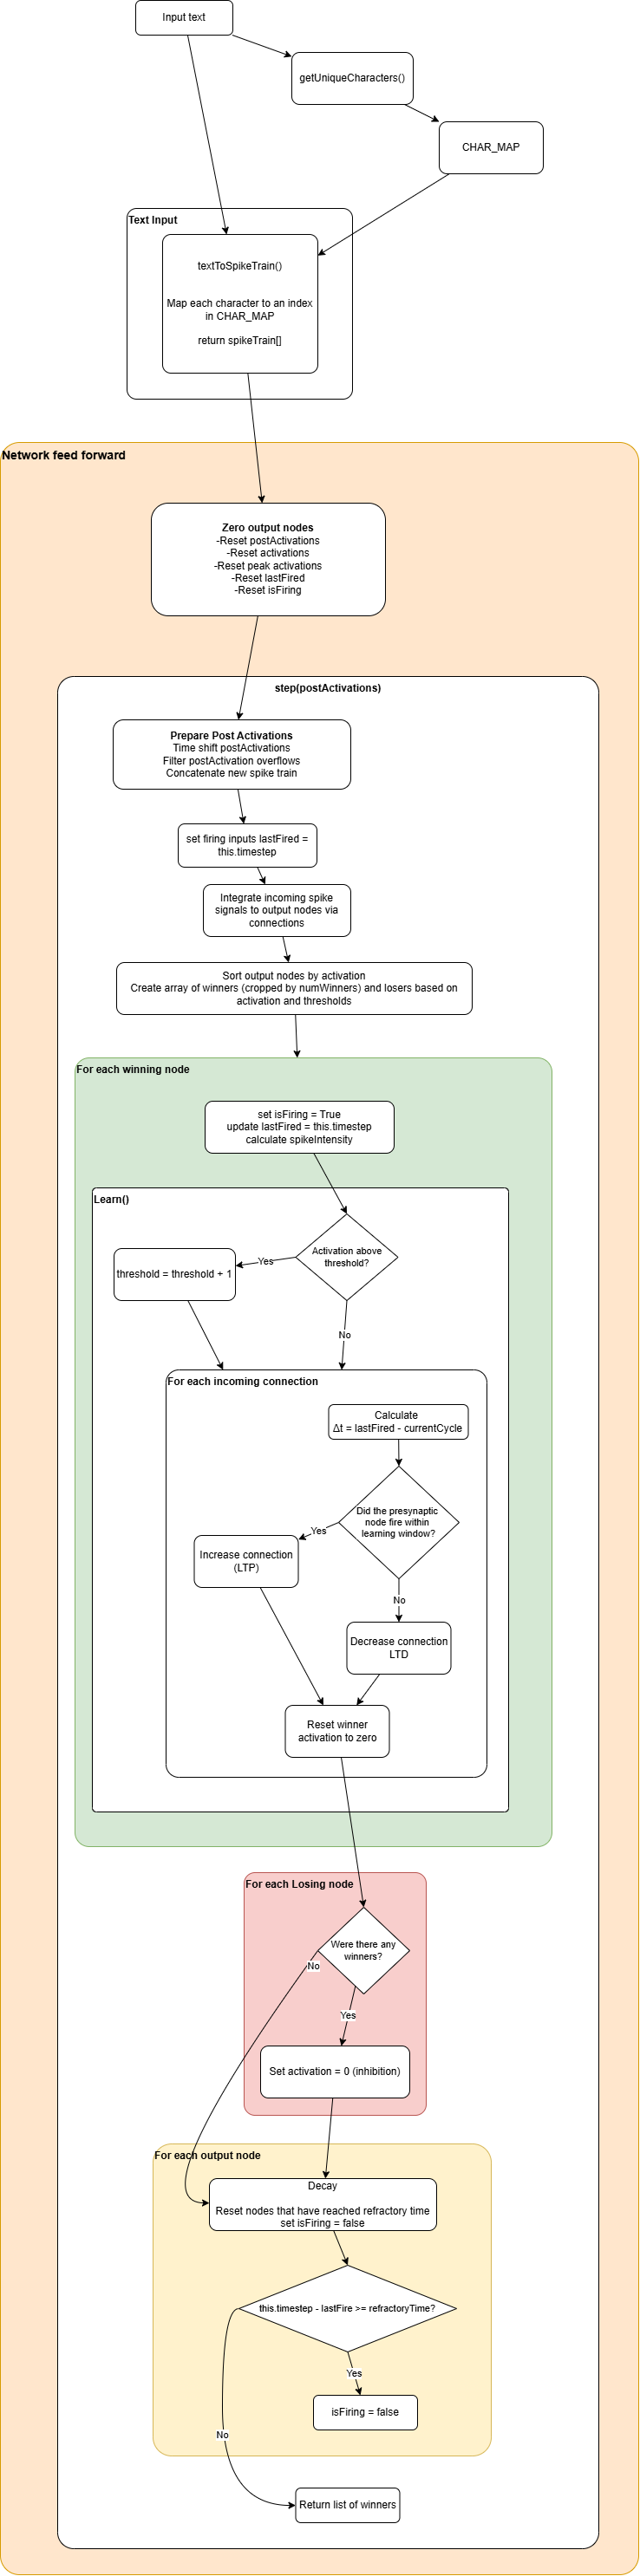 Input text
getUniqueCharacters()
CHAR_MAP
Text Input
textToSpikeTrain()
Map each character to an index
in CHAR_MAP
return spikeTrain[]
Network feed forward
Zero output nodes
-Reset postActivations
-Reset activations
-Reset peak activations
-Reset lastFired
-Reset isFiring
step(postActivations)
Prepare Post Activations
Time shift postActivations
Filter postActivation overflows
Concatenate new spike train
set firing inputs lastFired =
this.timestep
Integrate incoming spike
signals to output nodes via
connections
Sort output nodes by activation
Create array of winners (cropped by numWinners) and losers based on
activation and thresholds
For each winning node
set isFiring = True
update lastFired = this.timestep
calculate spikeIntensity
Learn()
Activation above
threshold?
Yes
threshold = threshold + 1
No
For each incoming connection
Calculate
Δt = lastFired - currentCycle
Did the presynaptic
node fire within
learning window?
Yes
Increase connection
(LTP)
No
Decrease connection
LTD
Reset winner
activation to zero
For each Losing node
Were there any
winners?
No
Yes
Set activation = 0 (inhibition)
For each output node
Decay
Reset nodes that have reached refractory time
set isFiring = false
this.timestep - lastFire >= refractoryTime?
Yes
isFiring = false
No
Return list of winners